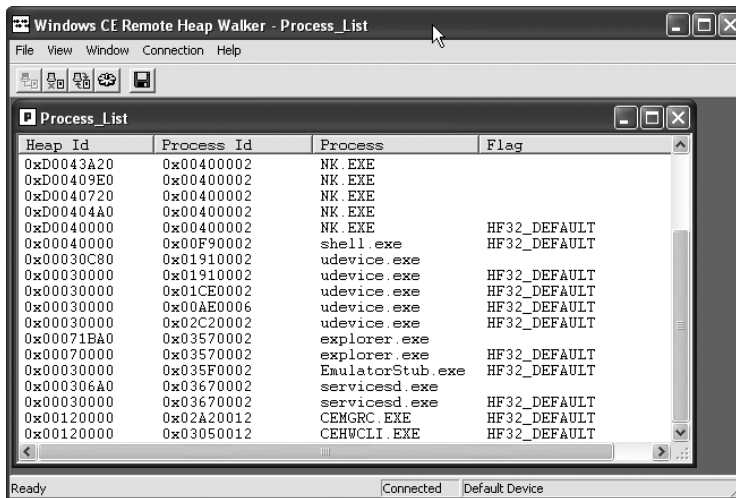 Windows CE Remote Heap Walker - Process_List
File View Window Connection Help
Process_List
Heap Id Process Id Process Flag
0xD0043A20 0x00400002 NK.EXE
0xD00409E0 0x00400002 NK.EXE
0xD0040720 0x00400002 NK.EXE
0xD00404A0 0x00400002 NK.EXE
0xD0040000 0x00400002 NK.EXE HF32_DEFAULT
0x00040000 0x00F90002 shell.exe HF32_DEFAULT
0x00030C80 0x01910002 udevice.exe
0x00030000 0x01910002 udevice.exe HF32_DEFAULT
0x00030000 0x01CE0002 udevice.exe HF32_DEFAULT
0x00030000 0x00AE0006 udevice.exe HF32_DEFAULT
0x00030000 0x02C20002 udevice.exe HF32_DEFAULT
0x00071BA0 0x03570002 explorer.exe
0x00070000 0x03570002 explorer.exe HF32_DEFAULT
0x00030000 0x035F0002 EmulatorStub.exe HF32_DEFAULT
0x000306A0 0x03670002 servicesd.exe
0x00030000 0x03670002 servicesd.exe HF32_DEFAULT
0x00120000 0x02A20012 CEMGRC.EXE HF32_DEFAULT
0x00120000 0x03050012 CEHWCLI.EXE HF32_DEFAULT
Ready Connected Default Device